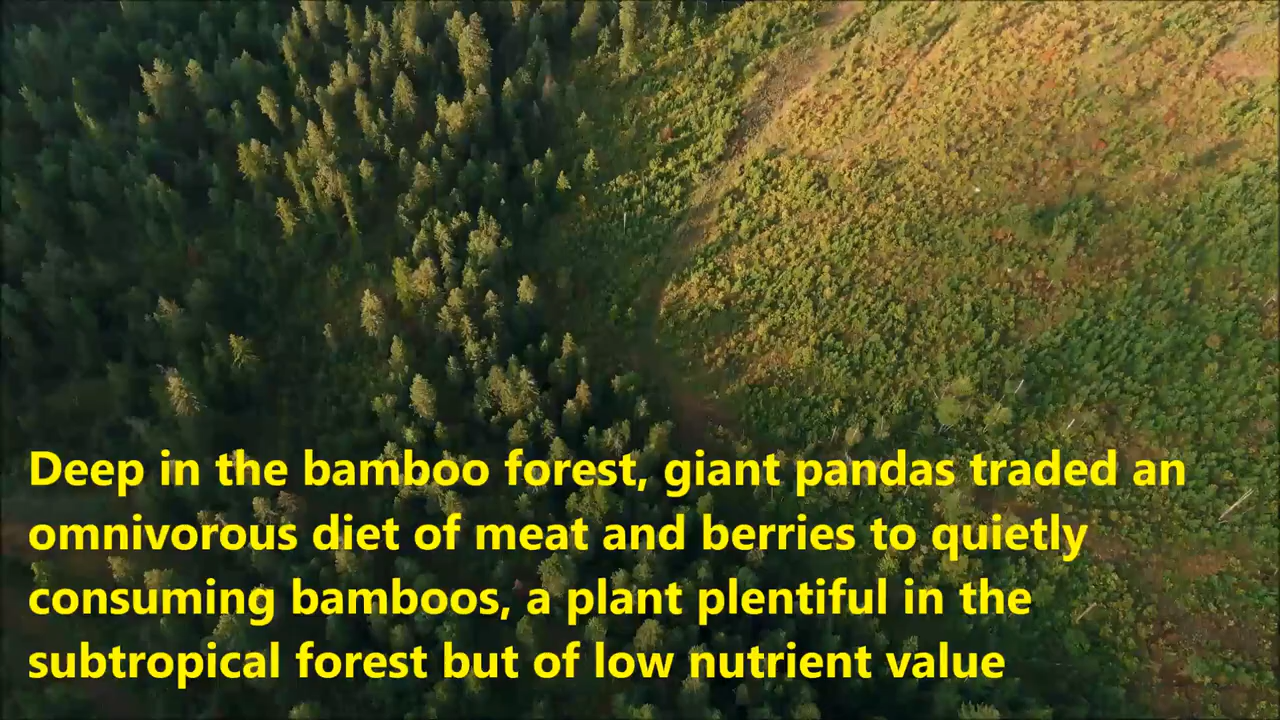 Deep in the bamboo forest, giant pandas traded an
omnivorous diet of meat and berries to quietly
consuming bamboos, a plant plentiful in the
subtropical forest but of low nutrient value